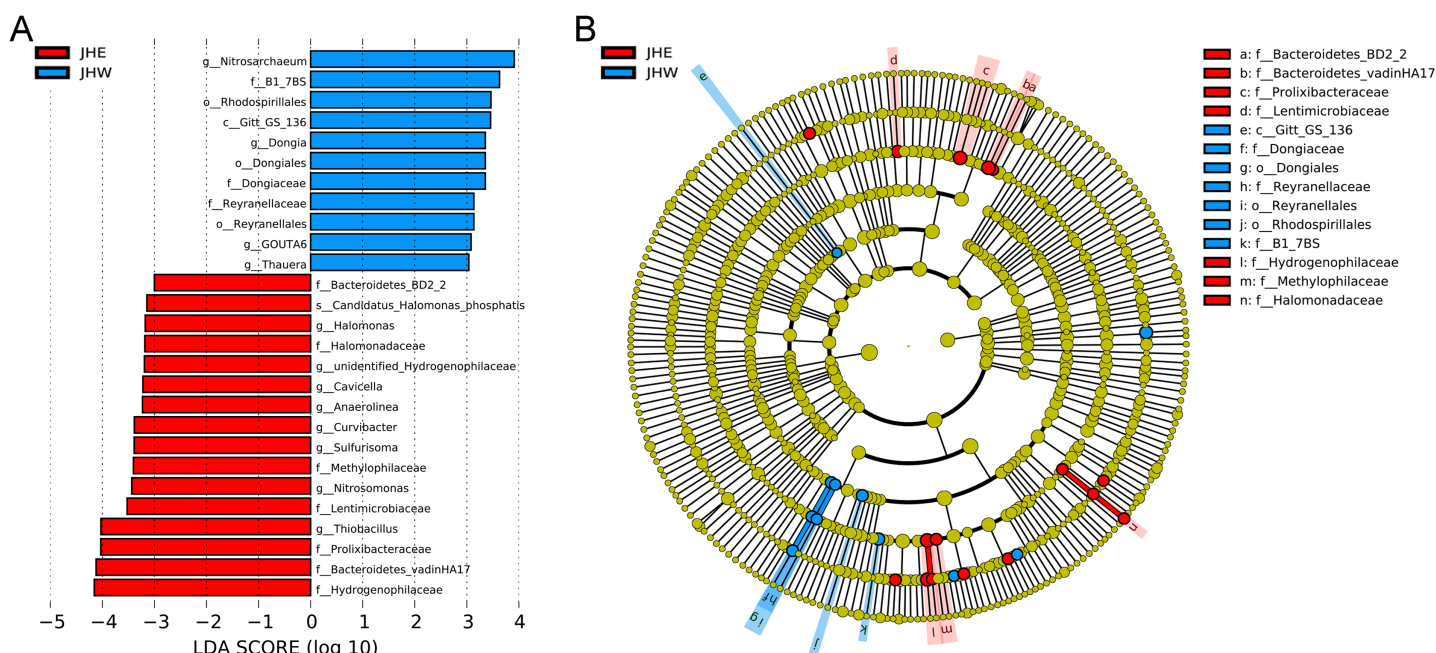 A
JHE
JHW
g__Nitrosarchaeum
f__B1_7BS
o__Rhodospirillales
c__Gitt_GS_136
g__Dongia
o__Dongiales
f__Dongiaceae
f__Reyranellaceae
o__Reyranellales
g__GOUTA6
g__Thauera
f__Bacteroidetes_BD2_2
s__Candidatus_Halomonas_phosphatis
g__Halomonas
f__Halomonadaceae
g__unidentified_Hydrogenophilaceae
g__Cavicella
g__Anaerolinea
g__Curvibacter
g__Sulfurisoma
f__Methylophilaceae
g__Nitrosomonas
f__Lentimicrobiaceae
g__Thiobacillus
f__Prolixibacteraceae
f__Bacteroidetes_vadinHA17
f__Hydrogenophilaceae
−5 −4 −3 −2 −1 0 1 2 3 4
LDA SCORE (log 10)
B
JHE
JHW
e
d
c
ba
n
m
l
k
j
ig
hf
a: f__Bacteroidetes_BD2_2
b: f__Bacteroidetes_vadinHA17
c: f__Prolixibacteraceae
d: f__Lentimicrobiaceae
e: c__Gitt_GS_136
f: f__Dongiaceae
g: o__Dongiales
h: f__Reyranellaceae
i: o__Reyranellales
j: o__Rhodospirillales
k: f__B1_7BS
l: f__Hydrogenophilaceae
m: f__Methylophilaceae
n: f__Halomonadaceae